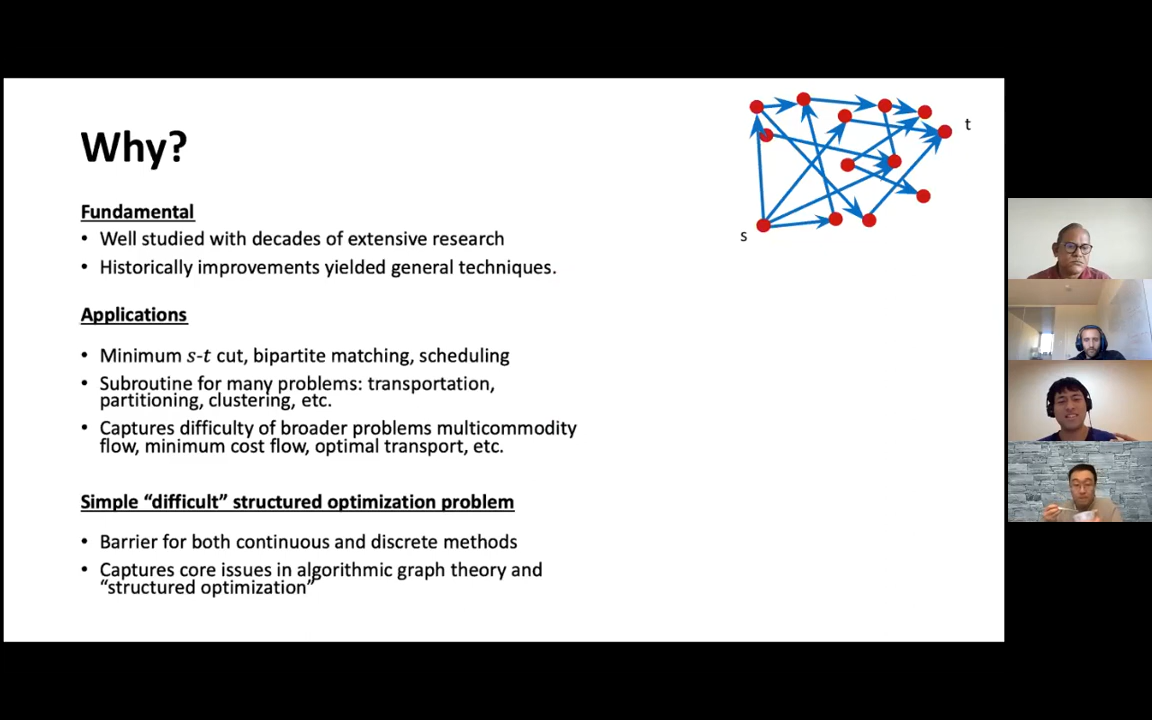 Why?
t
Fundamental
• Well studied with decades of extensive research
s
• Historically improvements yielded general techniques.
Applications
• Minimum s-t cut, bipartite matching, scheduling
• Subroutine for many problems: transportation,
partitioning, clustering, etc.
• Captures difficulty of broader problems multicommodity
flow, minimum cost flow, optimal transport, etc.
Simple “difficult” structured optimization problem
• Barrier for both continuous and discrete methods
• Captures core issues in algorithmic graph theory and
“structured optimization”